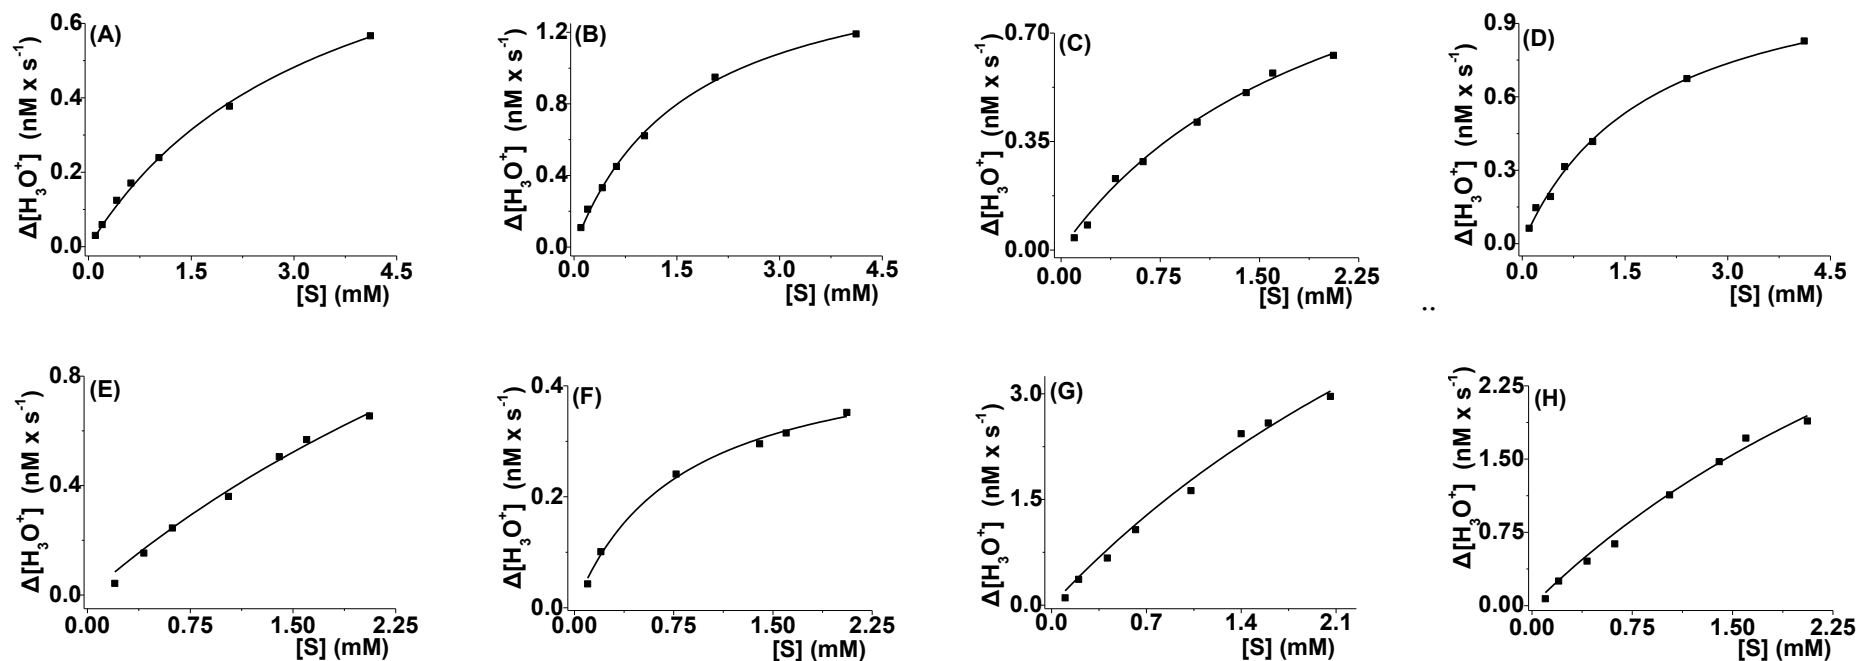 (A)
0.6
0.4
0.2
0.0
Δ[H₃O⁺] (nM x s⁻¹)
0.0 1.5 3.0 4.5
[S] (mM)
(B)
1.2
0.8
0.4
0.0
Δ[H₃O⁺] (nM x s⁻¹)
0.0 1.5 3.0 4.5
[S] (mM)
(C)
0.70
0.35
0.00
Δ[H₃O⁺] (nM x s⁻¹)
0.00 0.75 1.50 2.25
[S] (mM)
(D)
0.9
0.6
0.3
0.0
Δ[H₃O⁺] (nM x s⁻¹)
0.0 1.5 3.0 4.5
[S] (mM)
..
(E)
0.8
0.4
0.0
Δ[H₃O⁺] (nM x s⁻¹)
0.00 0.75 1.50 2.25
[S] (mM)
(F)
0.4
0.2
0.0
Δ[H₃O⁺] (nM x s⁻¹)
0.00 0.75 1.50 2.25
[S] (mM)
(G)
3.0
1.5
0.0
Δ[H₃O⁺] (nM x s⁻¹)
0.0 0.7 1.4 2.1
[S] (mM)
(H)
2.25
1.50
0.75
0.00
Δ[H₃O⁺] (nM x s⁻¹)
0.00 0.75 1.50 2.25
[S] (mM)